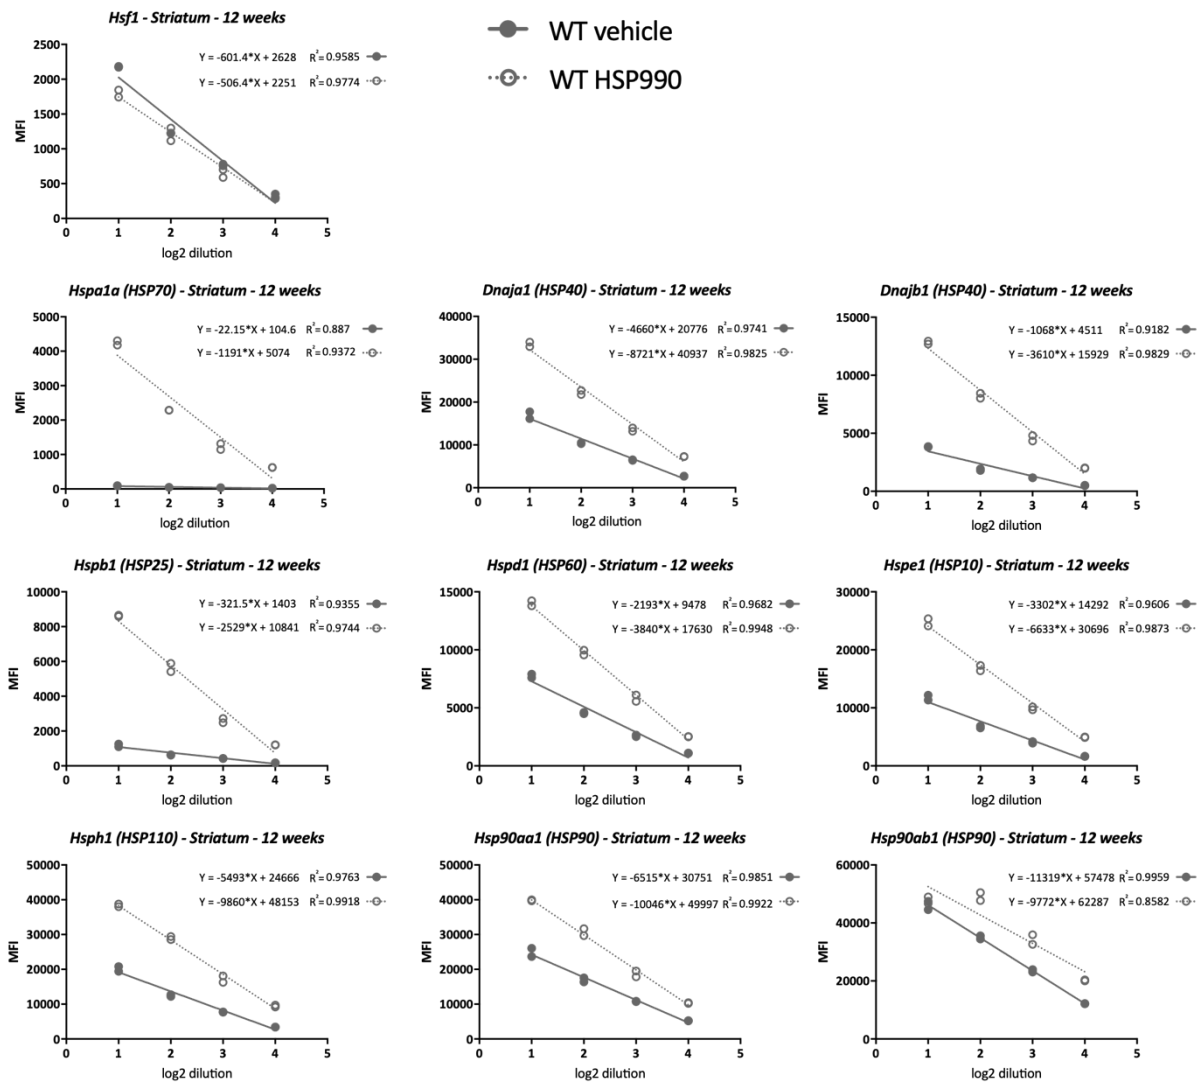 Hsf1 - Striatum - 12 weeks
WT vehicle
WT HSP990
2500
2000
1500
1000
500
0
MFI
Y = -601.4*X + 2628 R²= 0.9585
Y = -506.4*X + 2251 R²= 0.9774
0 1 2 3 4 5
log2 dilution
Hspa1a (HSP70) - Striatum - 12 weeks
5000
4000
3000
2000
1000
0
MFI
Y = -22.15*X + 104.6 R²= 0.887
Y = -1191*X + 5074 R²= 0.9372
0 1 2 3 4 5
log2 dilution
Dnaja1 (HSP40) - Striatum - 12 weeks
40000
30000
20000
10000
0
MFI
Y = -4660*X + 20776 R²= 0.9741
Y = -8721*X + 40937 R²= 0.9825
0 1 2 3 4 5
log2 dilution
Dnajb1 (HSP40) - Striatum - 12 weeks
15000
10000
5000
0
MFI
Y = -1068*X + 4511 R²= 0.9182
Y = -3610*X + 15929 R²= 0.9829
0 1 2 3 4 5
log2 dilution
Hspb1 (HSP25) - Striatum - 12 weeks
10000
8000
6000
4000
2000
0
MFI
Y = -321.5*X + 1403 R²= 0.9355
Y = -2529*X + 10841 R²= 0.9744
0 1 2 3 4 5
log2 dilution
Hspd1 (HSP60) - Striatum - 12 weeks
15000
10000
5000
0
MFI
Y = -2193*X + 9478 R²= 0.9682
Y = -3840*X + 17630 R²= 0.9948
0 1 2 3 4 5
log2 dilution
Hspe1 (HSP10) - Striatum - 12 weeks
30000
20000
10000
0
MFI
Y = -3302*X + 14292 R²= 0.9606
Y = -6633*X + 30696 R²= 0.9873
0 1 2 3 4 5
log2 dilution
Hsph1 (HSP110) - Striatum - 12 weeks
50000
40000
30000
20000
10000
0
MFI
Y = -5493*X + 24666 R²= 0.9763
Y = -9860*X + 48153 R²= 0.9918
0 1 2 3 4 5
log2 dilution
Hsp90aa1 (HSP90) - Striatum - 12 weeks
50000
40000
30000
20000
10000
0
MFI
Y = -6515*X + 30751 R²= 0.9851
Y = -10046*X + 49997 R²= 0.9922
0 1 2 3 4 5
log2 dilution
Hsp90ab1 (HSP90) - Striatum - 12 weeks
60000
40000
20000
0
MFI
Y = -11319*X + 57478 R²= 0.9959
Y = -9772*X + 62287 R²= 0.8582
0 1 2 3 4 5
log2 dilution